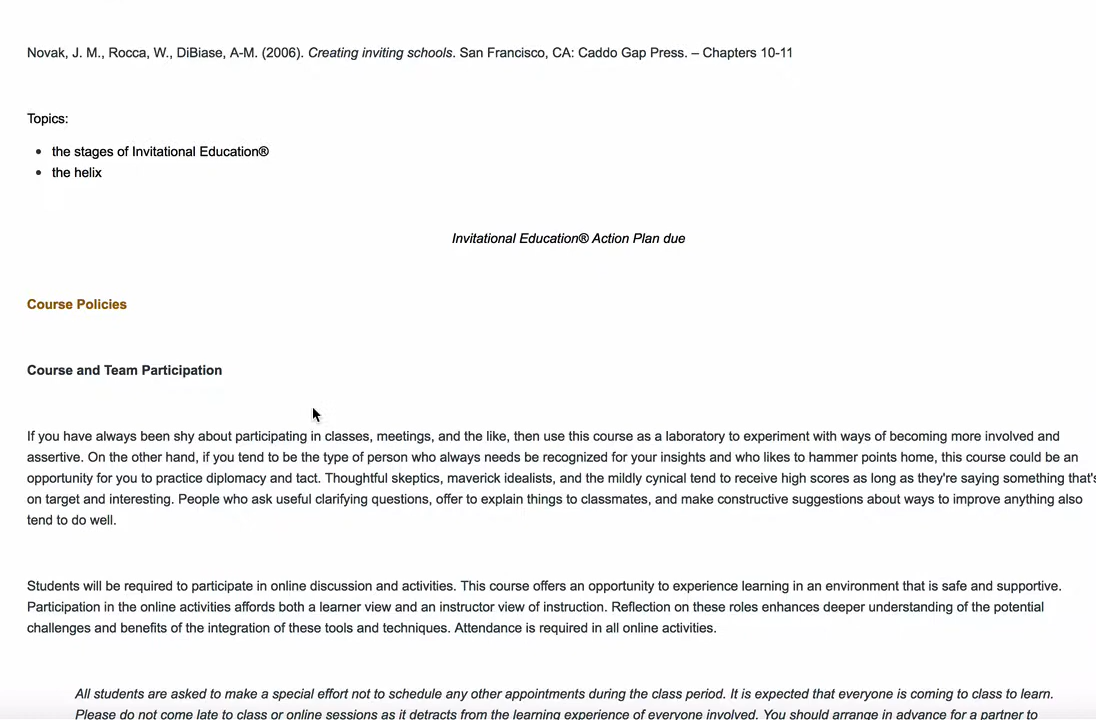 Novak, J. M., Rocca, W., DiBiase, A-M. (2006). Creating inviting schools. San Francisco, CA: Caddo Gap Press. – Chapters 10-11
Topics:
• the stages of Invitational Education®
• the helix
Invitational Education® Action Plan due
Course Policies
Course and Team Participation
If you have always been shy about participating in classes, meetings, and the like, then use this course as a laboratory to experiment with ways of becoming more involved and
assertive. On the other hand, if you tend to be the type of person who always needs be recognized for your insights and who likes to hammer points home, this course could be an
opportunity for you to practice diplomacy and tact. Thoughtful skeptics, maverick idealists, and the mildly cynical tend to receive high scores as long as they're saying something that's
on target and interesting. People who ask useful clarifying questions, offer to explain things to classmates, and make constructive suggestions about ways to improve anything also
tend to do well.
Students will be required to participate in online discussion and activities. This course offers an opportunity to experience learning in an environment that is safe and supportive.
Participation in the online activities affords both a learner view and an instructor view of instruction. Reflection on these roles enhances deeper understanding of the potential
challenges and benefits of the integration of these tools and techniques. Attendance is required in all online activities.
All students are asked to make a special effort not to schedule any other appointments during the class period. It is expected that everyone is coming to class to learn.
Please do not come late to class or online sessions as it detracts from the learning experience of everyone involved. You should arrange in advance for a partner to